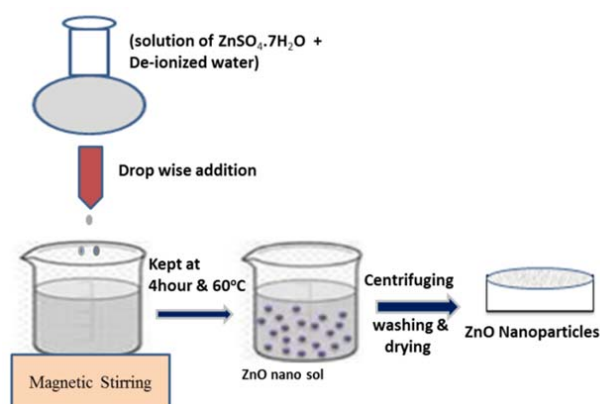 (solution of ZnSO₄.7H₂O +
De-ionized water)
Drop wise addition
Kept at
4hour & 60°C
Centrifuging
washing &
drying
ZnO Nanoparticles
ZnO nano sol
Magnetic Stirring